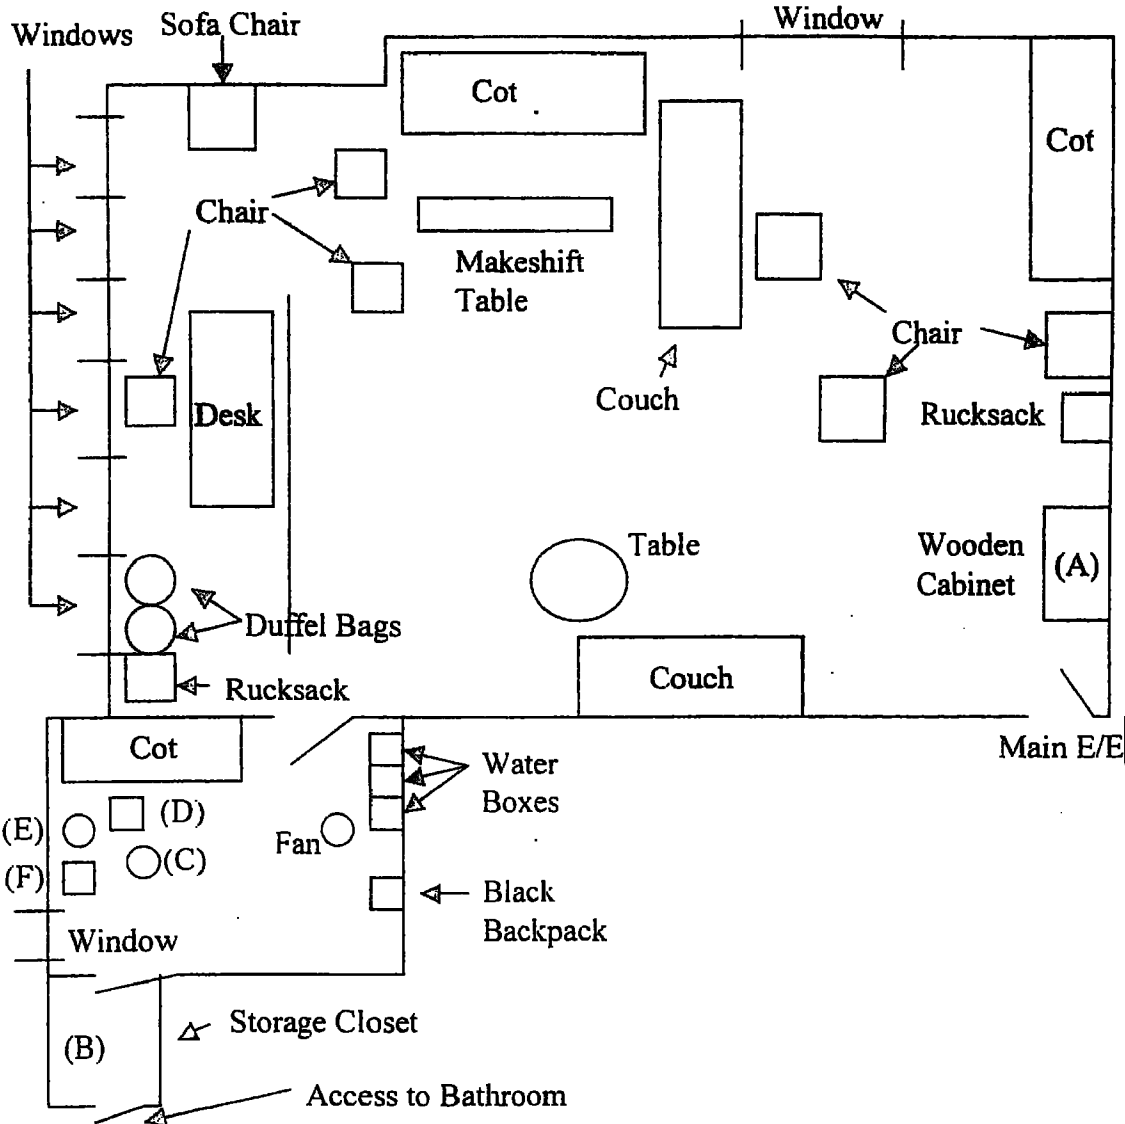 Windows
Sofa Chair
Window
Cot
Cot
Chair
Makeshift
Table
Chair
Couch
Desk
Rucksack
Table
Wooden
Cabinet
(A)
Duffel Bags
Couch
Rucksack
Main E/E
Cot
Water
Boxes
(D)
(E)
Fan
(C)
(F)
Black
Backpack
Window
Storage Closet
(B)
Access to Bathroom